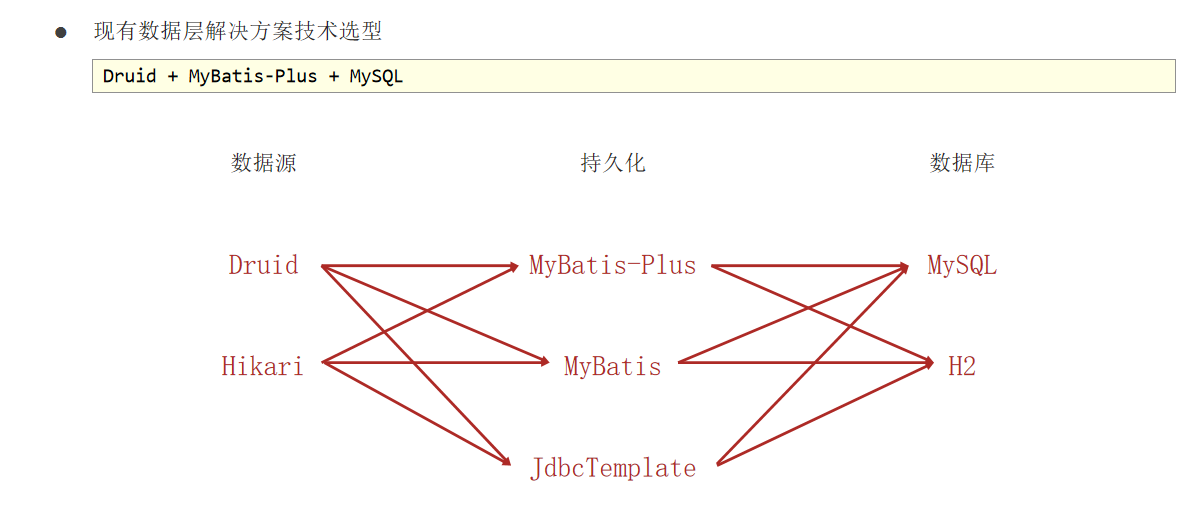 ● 现有数据层解决方案技术选型
Druid + MyBatis-Plus + MySQL
数据源 持久化 数据库
Druid MyBatis-Plus MySQL
Hikari MyBatis H2
JdbcTemplate